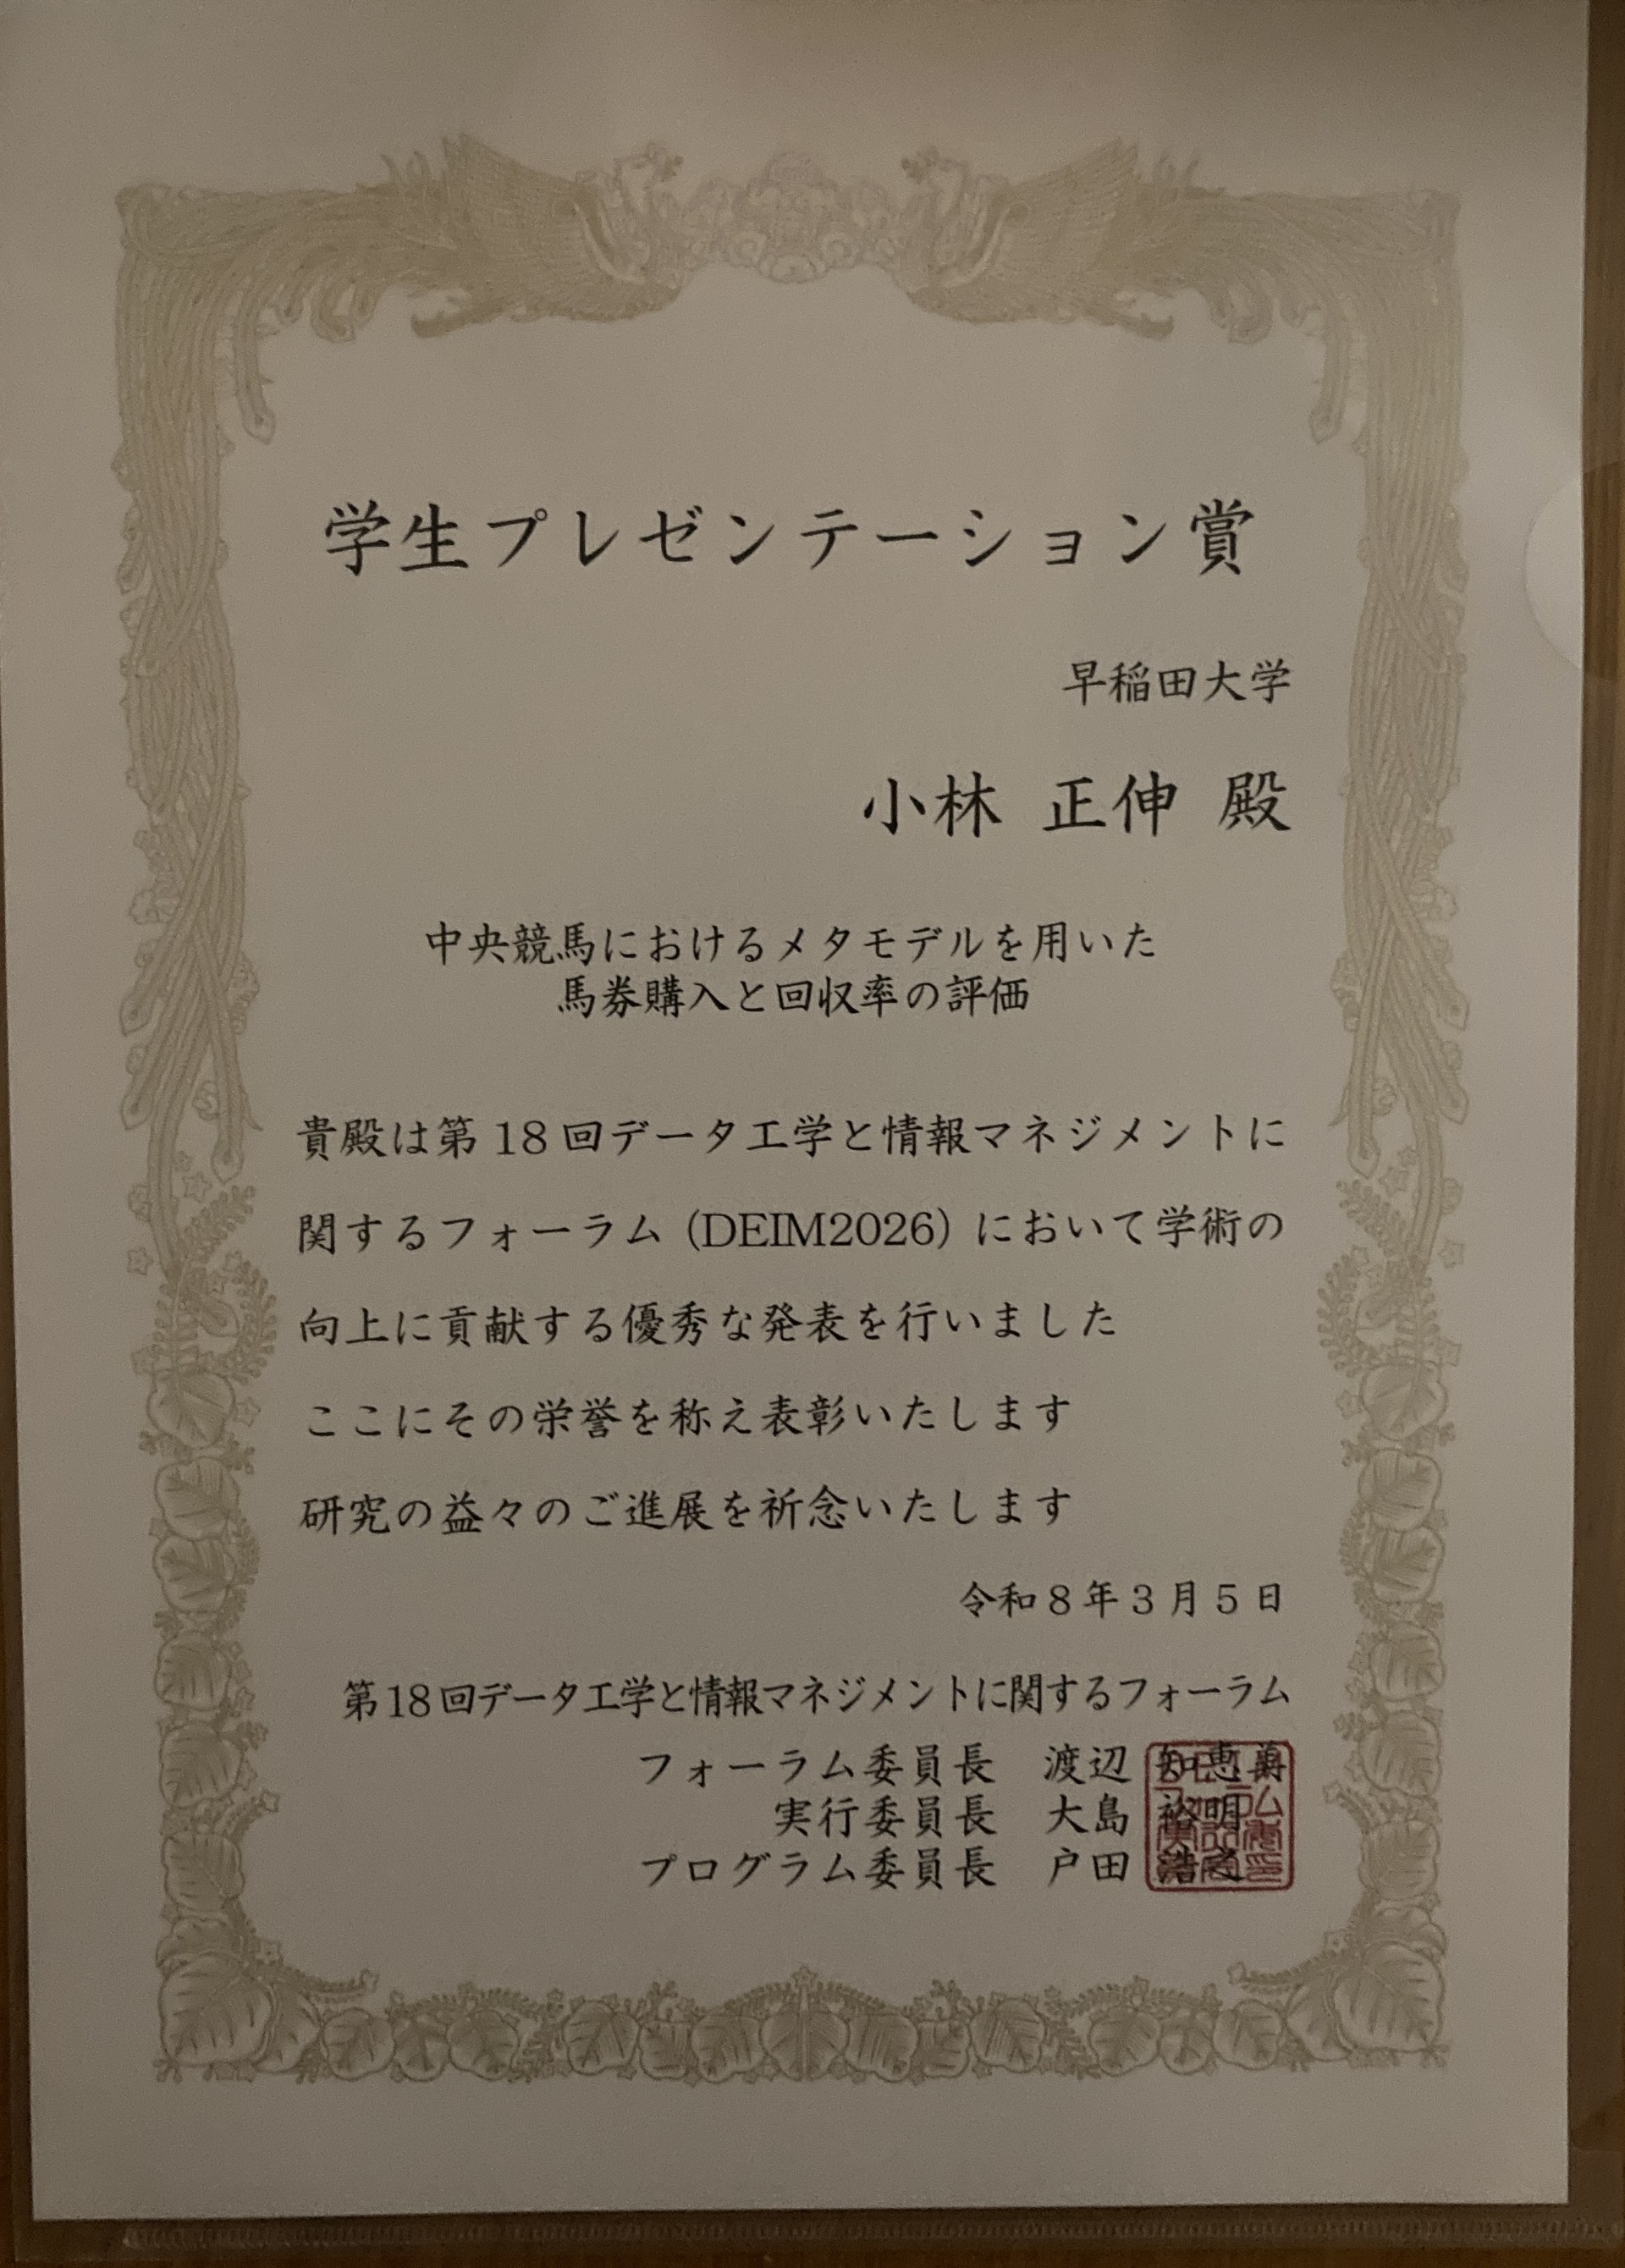 学生プレゼンテーション賞
早稲田大学
小林 正伸 殿
中央競馬におけるメタモデルを用いた
馬券購入と回収率の評価
貴殿は第18回データ工学と情報マネジメントに
関するフォーラム (DEIM2026) において学術の
向上に貢献する優秀な発表を行いました
ここにその栄誉を称え表彰いたします
研究の益々のご進展を祈念いたします
令和8年3月5日
第18回データ工学と情報マネジメントに関するフォーラム
フォーラム委員長 渡辺 知恵美
実行委員長 大島 裕明
プログラム委員長 戸田 浩之